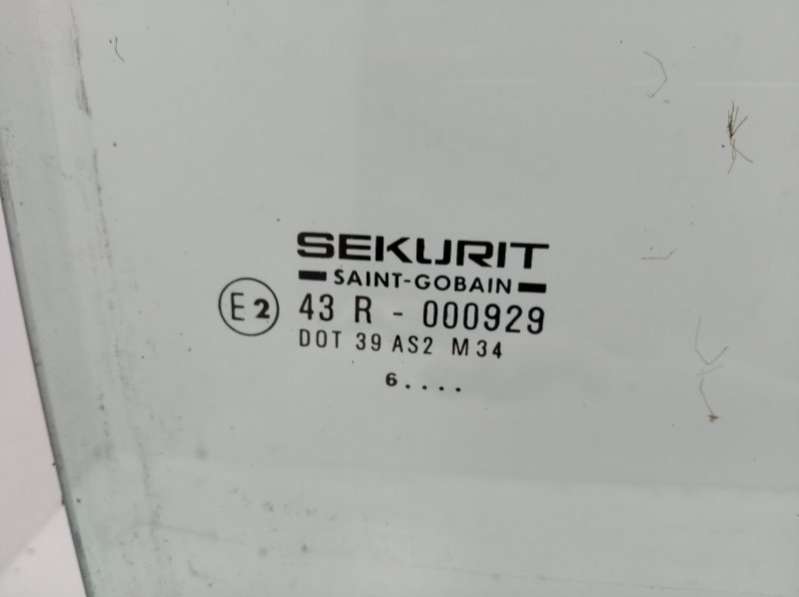 SEKURIT
SAINT-GOBAIN
E2 43 R - 000929
DOT 39 AS2 M34
6....